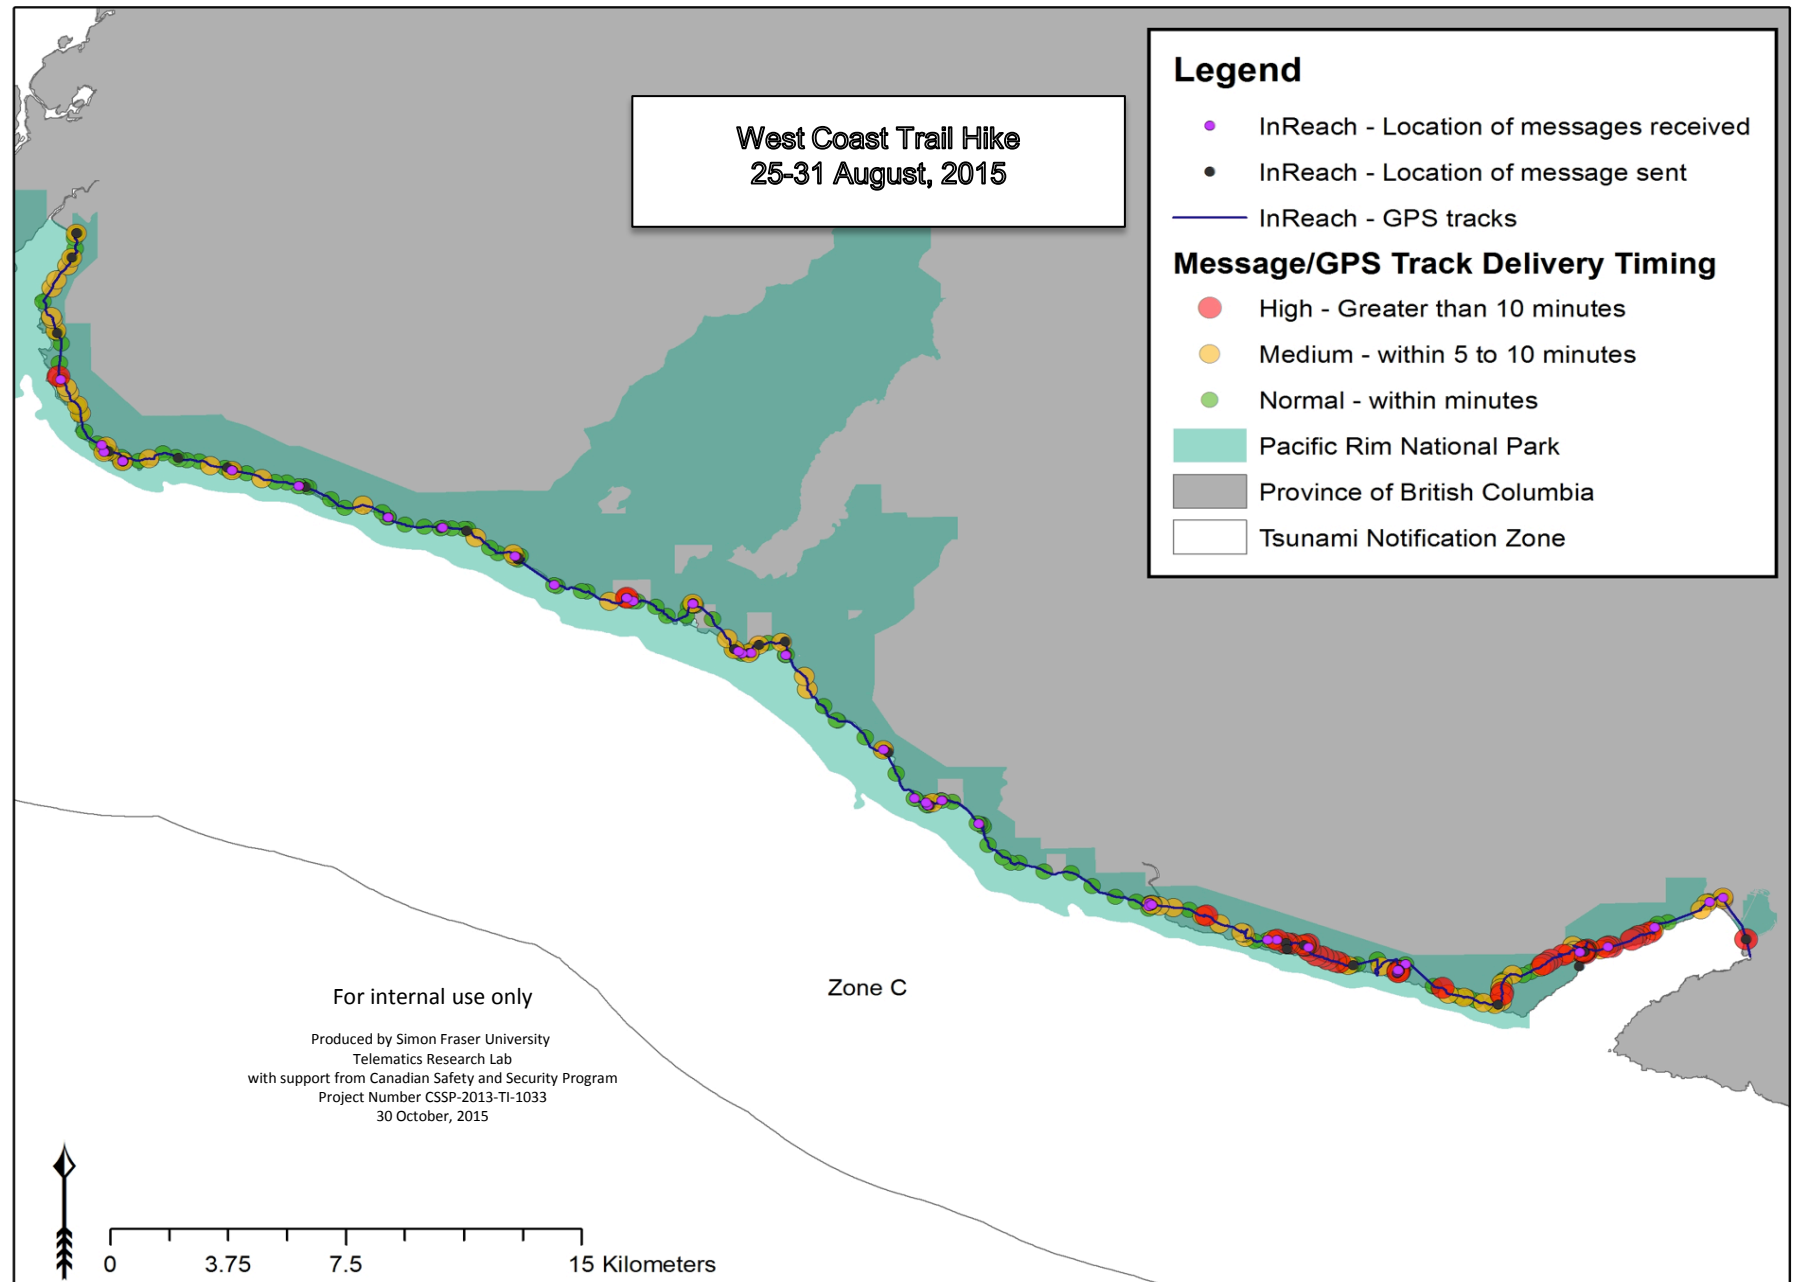 West Coast Trail Hike
25-31 August, 2015
Legend
InReach - Location of messages received
InReach - Location of message sent
InReach - GPS tracks
Message/GPS Track Delivery Timing
High - Greater than 10 minutes
Medium - within 5 to 10 minutes
Normal - within minutes
Pacific Rim National Park
Province of British Columbia
Tsunami Notification Zone
Zone C
For internal use only
Produced by Simon Fraser University
Telematics Research Lab
with support from Canadian Safety and Security Program
Project Number CSSP-2013-TI-1033
30 October, 2015
0 3.75 7.5 15 Kilometers